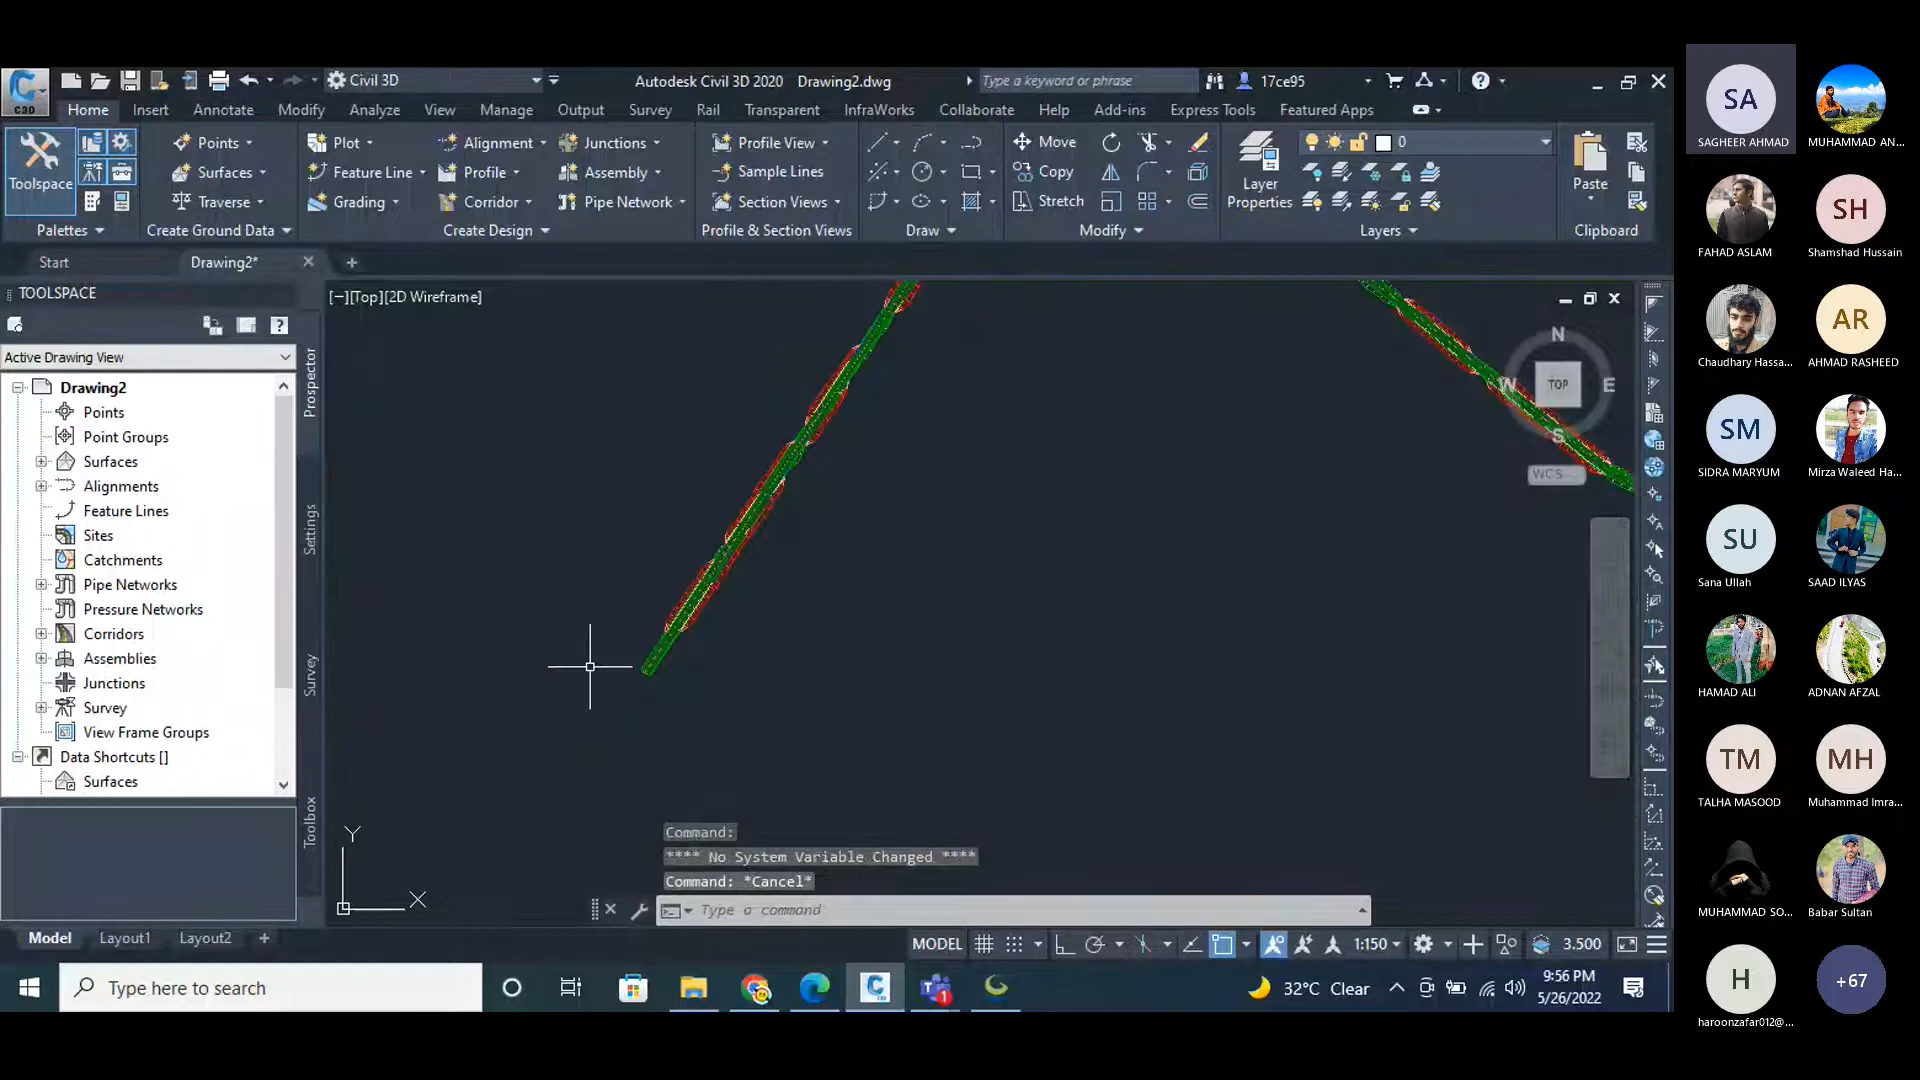 C3D
Civil 3D
Autodesk Civil 3D 2020 Drawing2.dwg
Type a keyword or phrase
17ce95
Home Insert Annotate Modify Analyze View Manage Output Survey Rail Transparent InfraWorks Collaborate Help Add-ins Express Tools Featured Apps
Toolspace
Points
Surfaces
Traverse
Plot
Feature Line
Grading
Alignment
Profile
Corridor
Junctions
Assembly
Pipe Network
Profile View
Sample Lines
Section Views
Move
Copy
Stretch
Layer
Properties
0
Paste
Palettes
Create Ground Data
Create Design
Profile & Section Views
Draw
Modify
Layers
Clipboard
Start
Drawing2*
TOOLSPACE
Active Drawing View
Drawing2
Points
Point Groups
Surfaces
Alignments
Feature Lines
Sites
Catchments
Pipe Networks
Pressure Networks
Corridors
Assemblies
Junctions
Survey
View Frame Groups
Data Shortcuts []
Surfaces
Prospector
Settings
Survey
Toolbox
[−][Top][2D Wireframe]
N
W
TOP
E
S
WCS
Y
X
Command:
**** No System Variable Changed ****
Command: *Cancel*
Type a command
Model
Layout1
Layout2
MODEL
1:150
3.500
Type here to search
1
32°C Clear
9:56 PM
5/26/2022
SA
SAGHEER AHMAD
MUHAMMAD AN...
FAHAD ASLAM
SH
Shamshad Hussain
Chaudhary Hassa...
AR
AHMAD RASHEED
SM
SIDRA MARYUM
Mirza Waleed Ha...
SU
Sana Ullah
SAAD ILYAS
HAMAD ALI
ADNAN AFZAL
TM
TALHA MASOOD
MH
Muhammad Imra...
MUHAMMAD SO...
Babar Sultan
H
haroonzafar012@...
+67